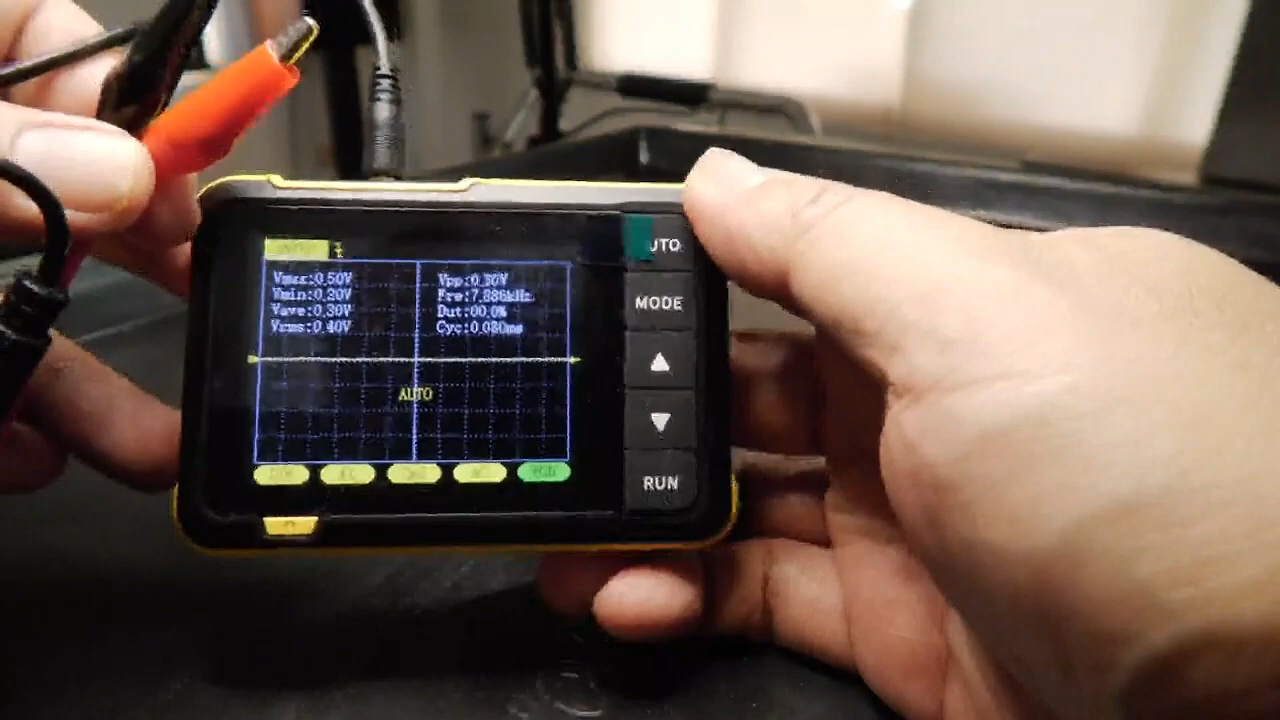 Vmax:0.50V
Vmin:0.20V
Vave:0.30V
Vrms:0.40V
Vpp:0.30V
Fre:7.886kHz
Dut:00.0%
Cyc:0.080ms
AUTO
UTO
MODE
RUN